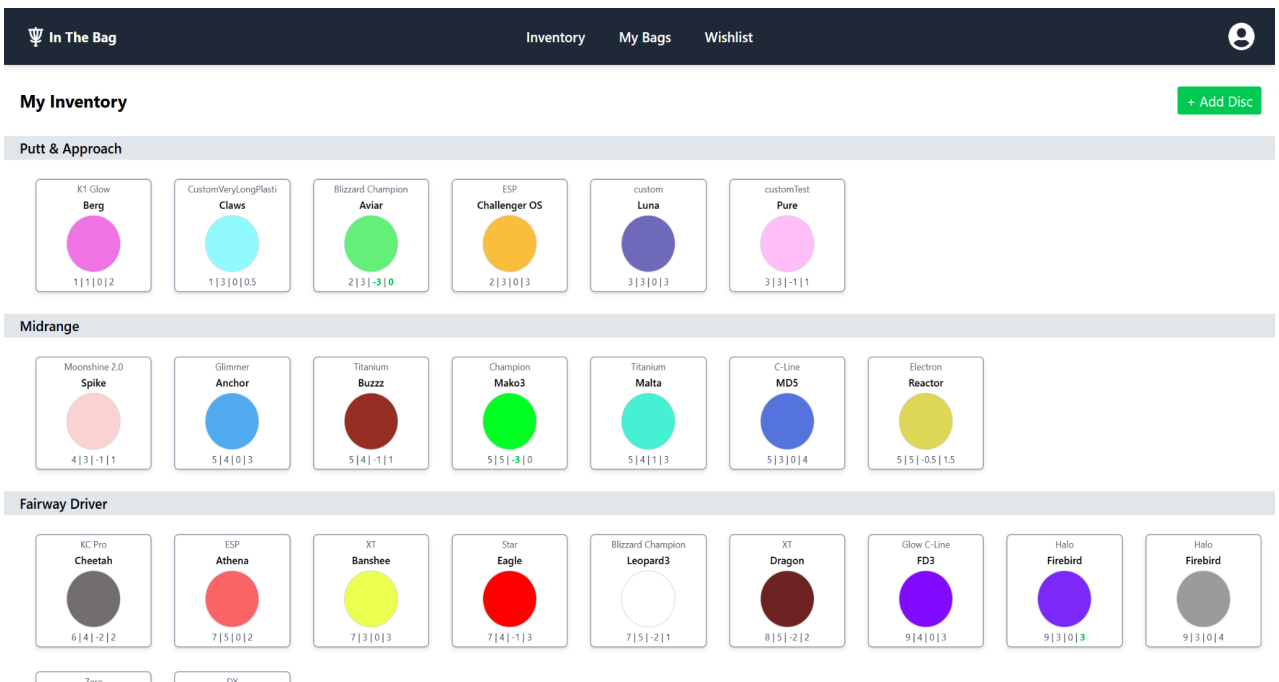 In The Bag
Inventory My Bags Wishlist
My Inventory
+ Add Disc
Putt & Approach
K1 Glow
Berg
1|1|0|2
CustomVeryLongPlasti
Claws
1|3|0|0.5
Blizzard Champion
Aviar
2|3|-3|0
ESP
Challenger OS
2|3|0|3
custom
Luna
3|3|0|3
customTest
Pure
3|3|-1|1
Midrange
Moonshine 2.0
Spike
4|3|-1|1
Glimmer
Anchor
5|4|0|3
Titanium
Buzzz
5|4|-1|1
Champion
Mako3
5|5|-3|0
Titanium
Malta
5|4|1|3
C-Line
MD5
5|3|0|4
Electron
Reactor
5|5|-0.5|1.5
Fairway Driver
KC Pro
Cheetah
6|4|-2|2
ESP
Athena
7|5|0|2
XT
Banshee
7|3|0|3
Star
Eagle
7|4|-1|3
Blizzard Champion
Leopard3
7|5|-2|1
XT
Dragon
8|5|-2|2
Glow C-Line
FD3
9|4|0|3
Halo
Firebird
9|3|0|3
Halo
Firebird
9|3|0|4
Zero
DX